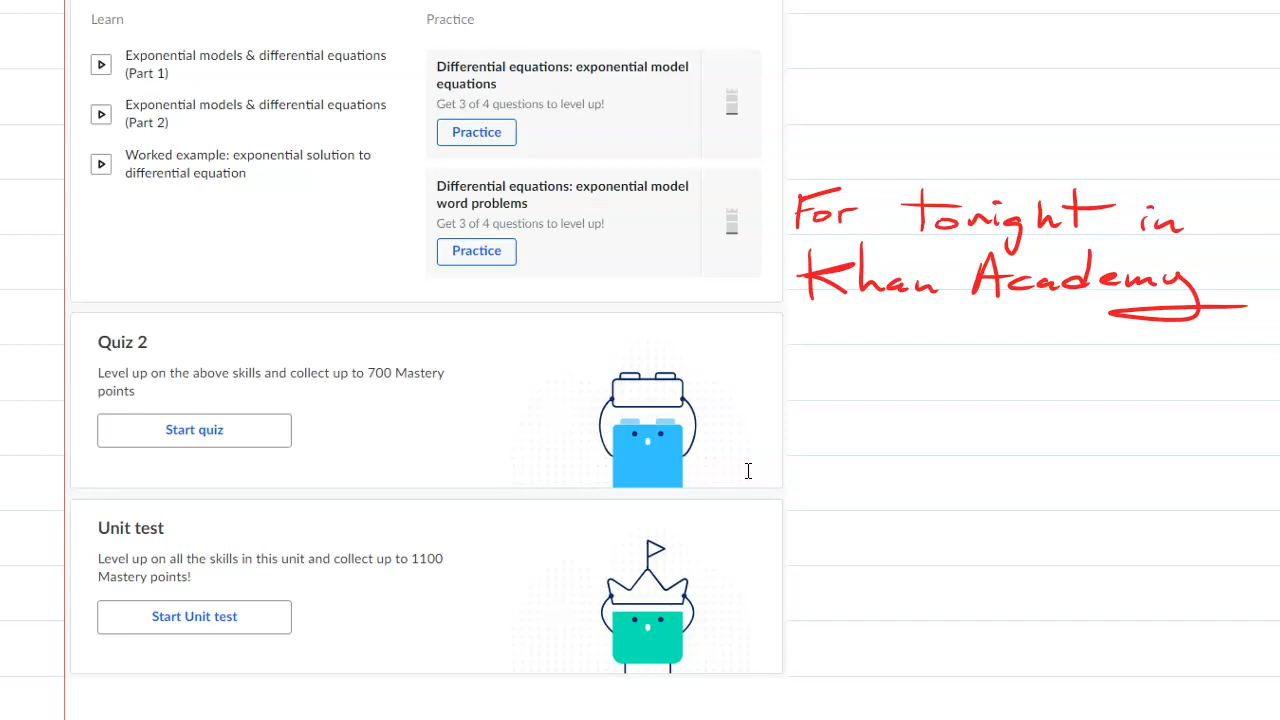 Learn
Exponential models & differential equations
(Part 1)
Exponential models & differential equations
(Part 2)
Worked example: exponential solution to
differential equation
Practice
Differential equations: exponential model
equations
Get 3 of 4 questions to level up!
Practice
Differential equations: exponential model
word problems
Get 3 of 4 questions to level up!
Practice
For tonight in
Khan Academy
Quiz 2
Level up on the above skills and collect up to 700 Mastery
points
Start quiz
Unit test
Level up on all the skills in this unit and collect up to 1100
Mastery points!
Start Unit test